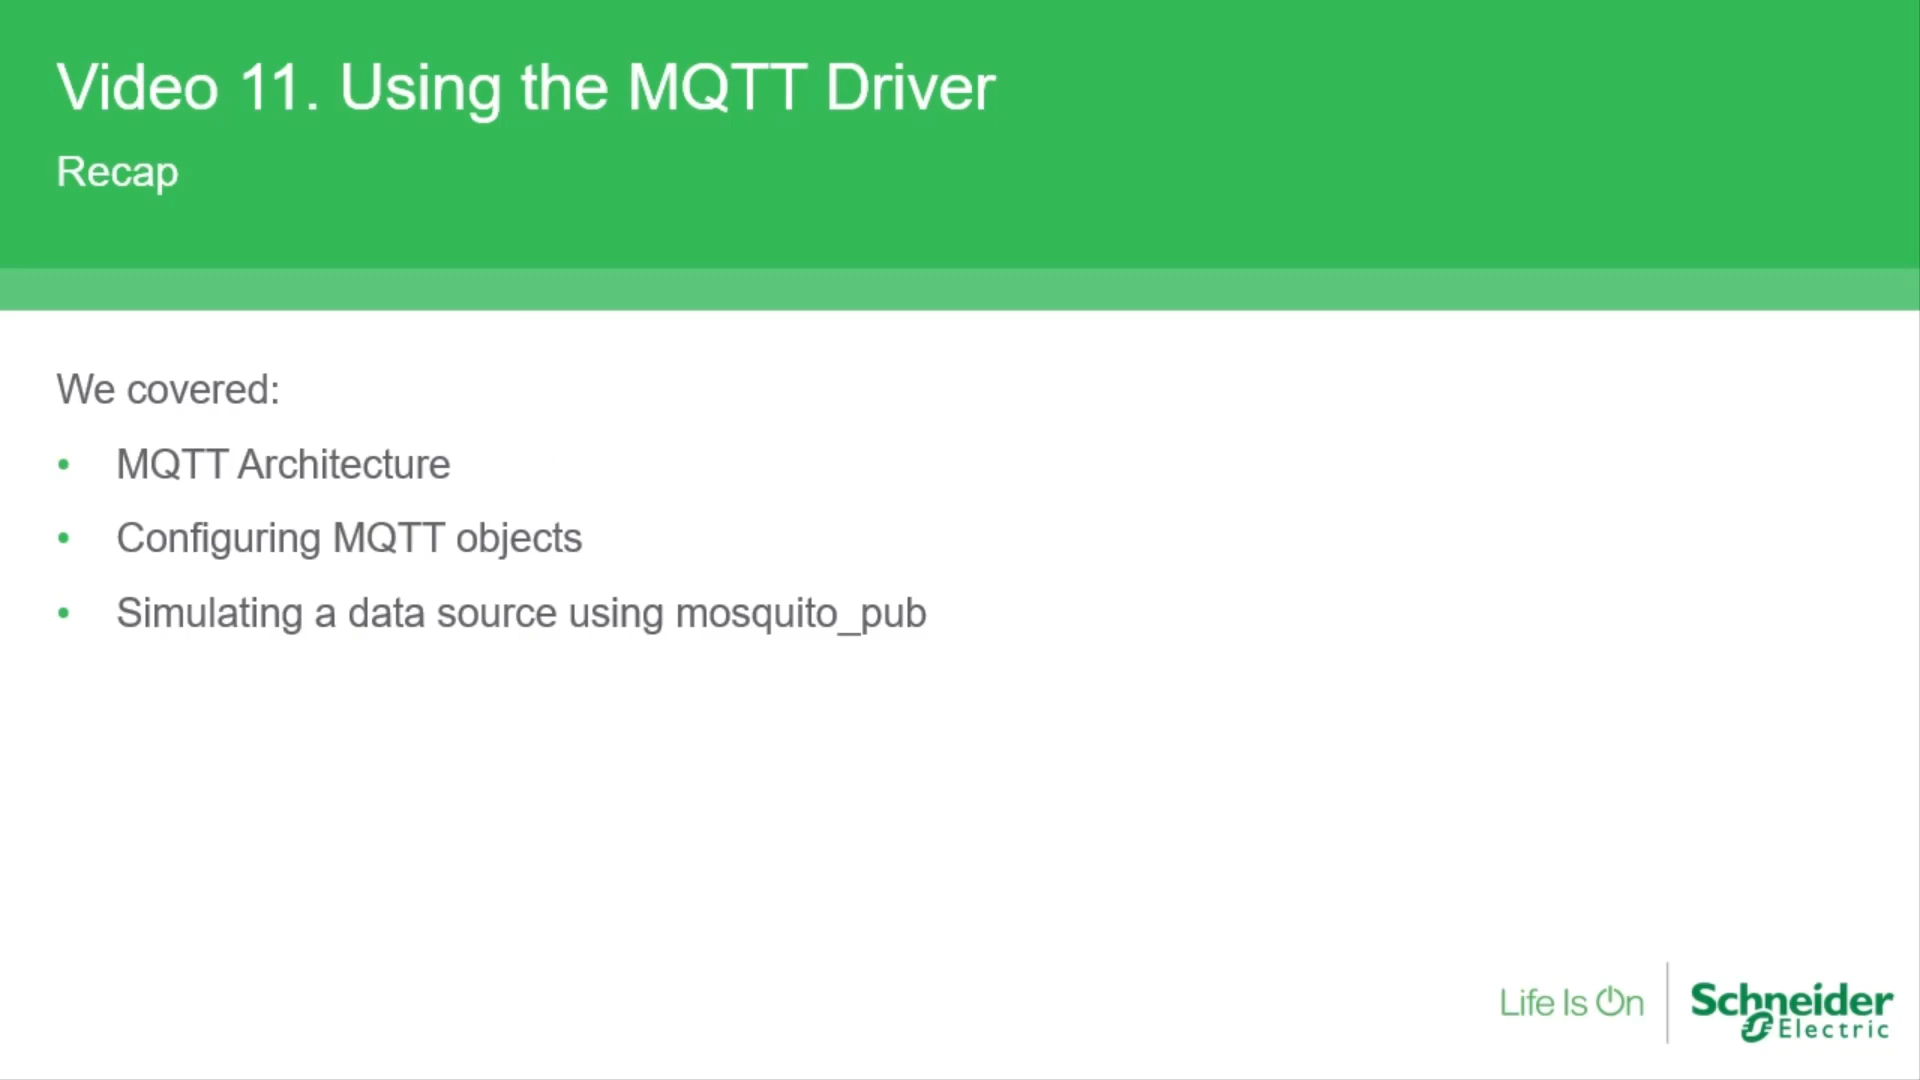 Video 11. Using the MQTT Driver
Recap
We covered:
• MQTT Architecture
• Configuring MQTT objects
• Simulating a data source using mosquito_pub
Life Is On
Schneider
Electric